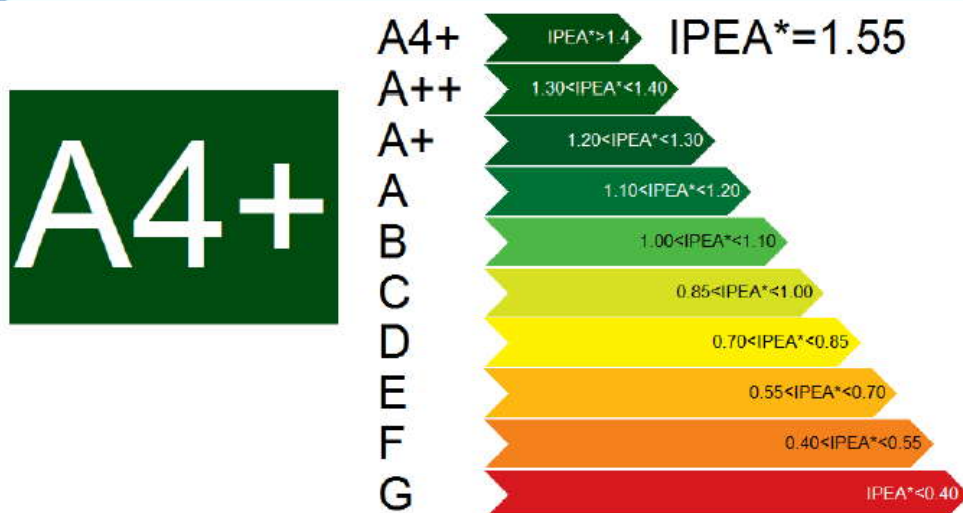 A4+
A4+ IPEA*>1.4 IPEA*=1.55
A++ 1.30<IPEA*<1.40
A+ 1.20<IPEA*<1.30
A 1.10<IPEA*<1.20
B 1.00<IPEA*<1.10
C 0.85<IPEA*<1.00
D 0.70<IPEA*<0.85
E 0.55<IPEA*<0.70
F 0.40<IPEA*<0.55
G IPEA*<0.40